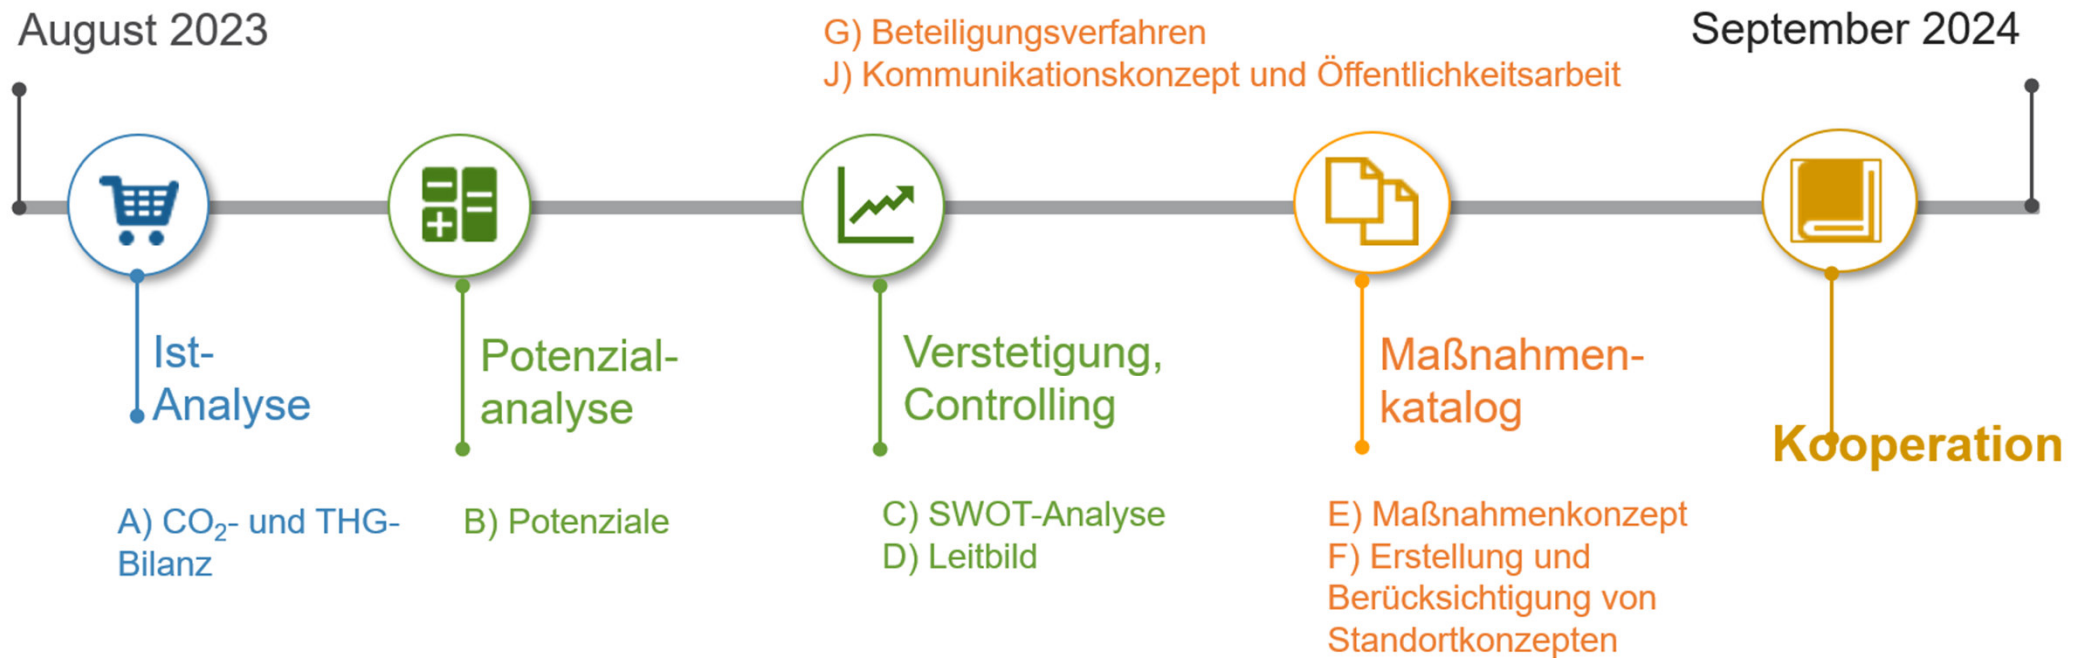 August 2023
G) Beteiligungsverfahren
J) Kommunikationskonzept und Öffentlichkeitsarbeit
September 2024
Ist-
Analyse
Potenzial-
analyse
Verstetigung,
Controlling
Maßnahmen-
katalog
Kooperation
A) CO₂- und THG-
Bilanz
B) Potenziale
C) SWOT-Analyse
D) Leitbild
E) Maßnahmenkonzept
F) Erstellung und
Berücksichtigung von
Standortkonzepten